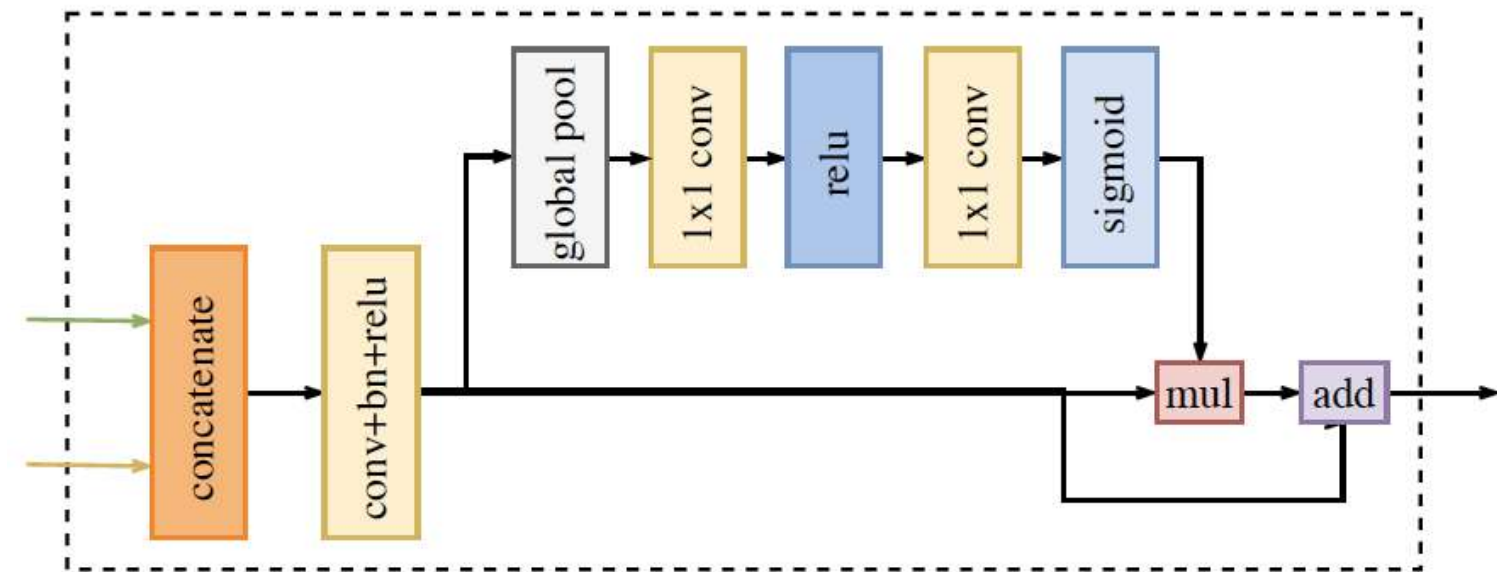 concatenate
conv+bn+relu
global pool
1x1 conv
relu
1x1 conv
sigmoid
mul
add